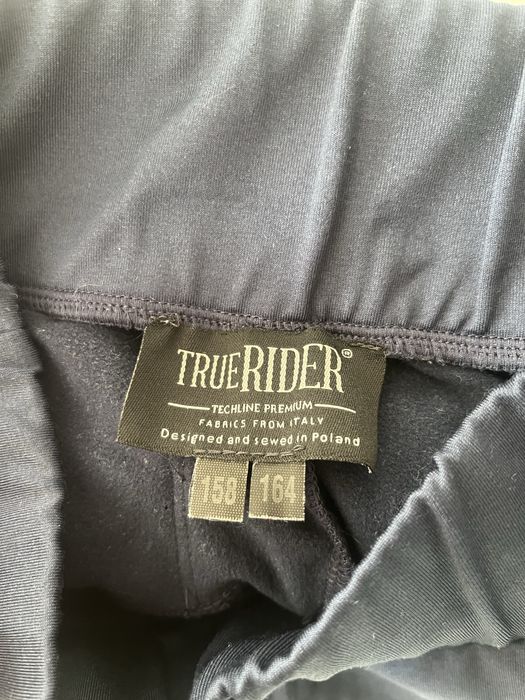 TRUERIDER®
TECHLINE PREMIUM
FABRICS FROM ITALY
Designed and sewed in Poland
158 164